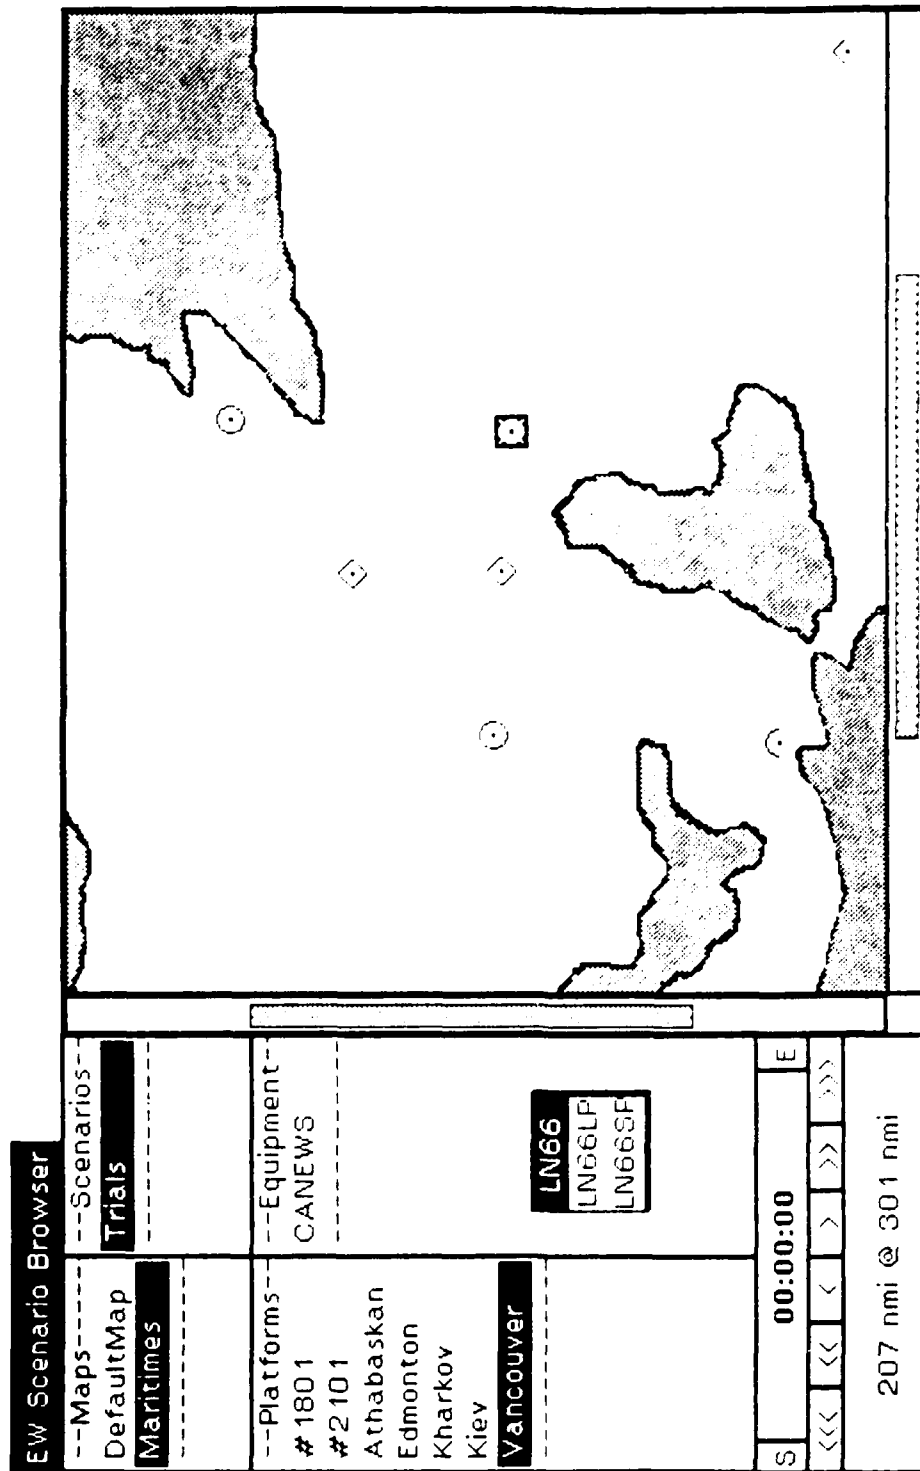 EW Scenario Browser
--Maps------
DefaultMap
Maritimes
------------
--Scenarios--
Trials
------------
--Platforms--
#1801
#2101
Athabaskan
Edmonton
Kharkov
Kiev
Vancouver
------------
--Equipment--
CANEWS
------------
LN66
LN66LP
LN66SP
S 00:00:00 E
<<< << < > >> >>>
207 nmi @ 301 nmi